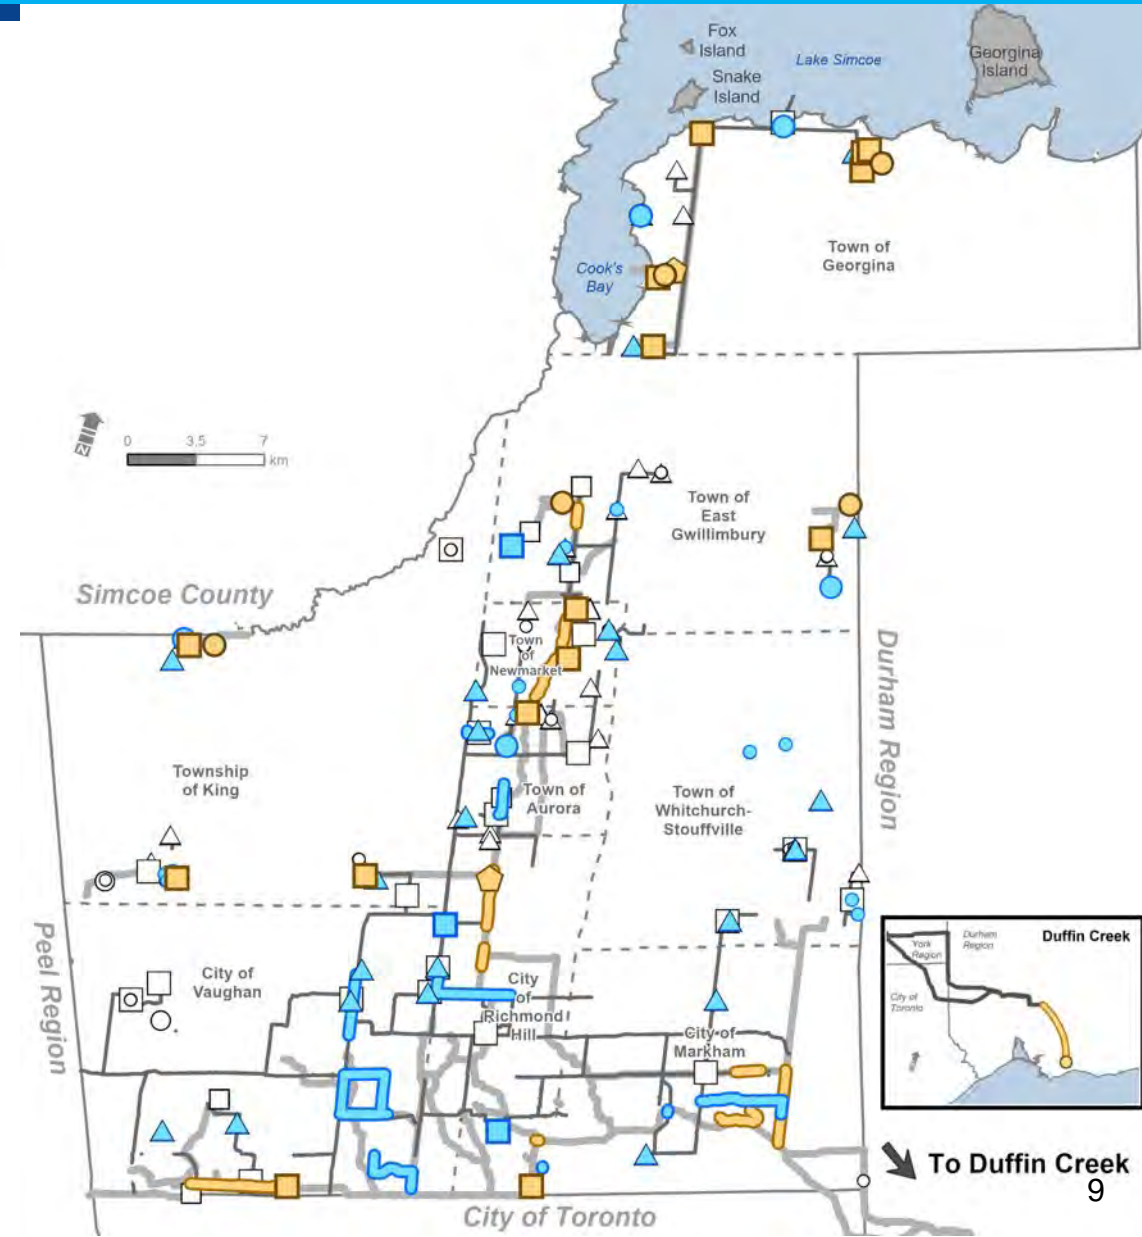 Fox
Island
Snake
Island
Lake Simcoe
Georgina
Island
Town of
Georgina
Cook's
Bay
N
0 3.5 7
km
Town of
East
Gwillimbury
Simcoe County
Town
of
Newmarket
Durham Region
Township
of King
Town of
Aurora
Town of
Whitchurch-
Stouffville
Peel Region
City of
Vaughan
City
of
Richmond
Hill
City of
Markham
Duffin Creek
York
Region
Durham
Region
City of
Toronto
To Duffin Creek
9
City of Toronto